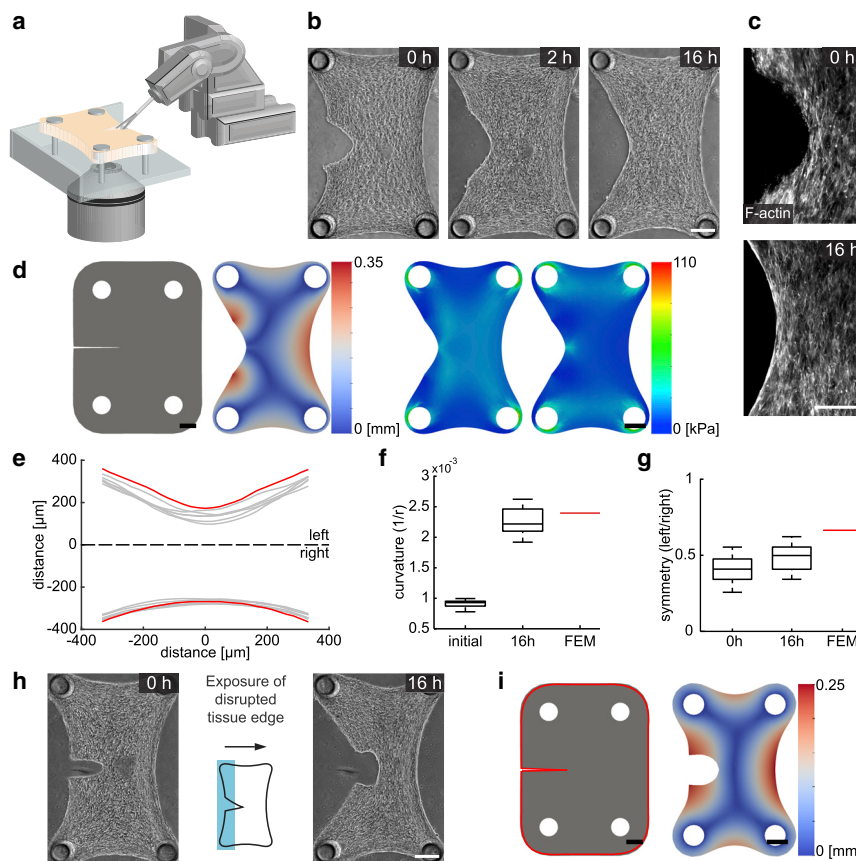 a
b
0 h
2 h
16 h
c
0 h
F-actin
16 h
d
0.35
0 [mm]
110
0 [kPa]
e
400
200
0
-200
-400
distance [µm]
left
right
-400 -200 0 200 400
distance [µm]
f
×10⁻³
3
2.5
2
1.5
1
0.5
curvature (1/r)
initial 16h FEM
g
1
0.5
0
symmetry (left/right)
0h 16h FEM
h
0 h
Exposure of
disrupted
tissue edge
16 h
i
0.25
0 [mm